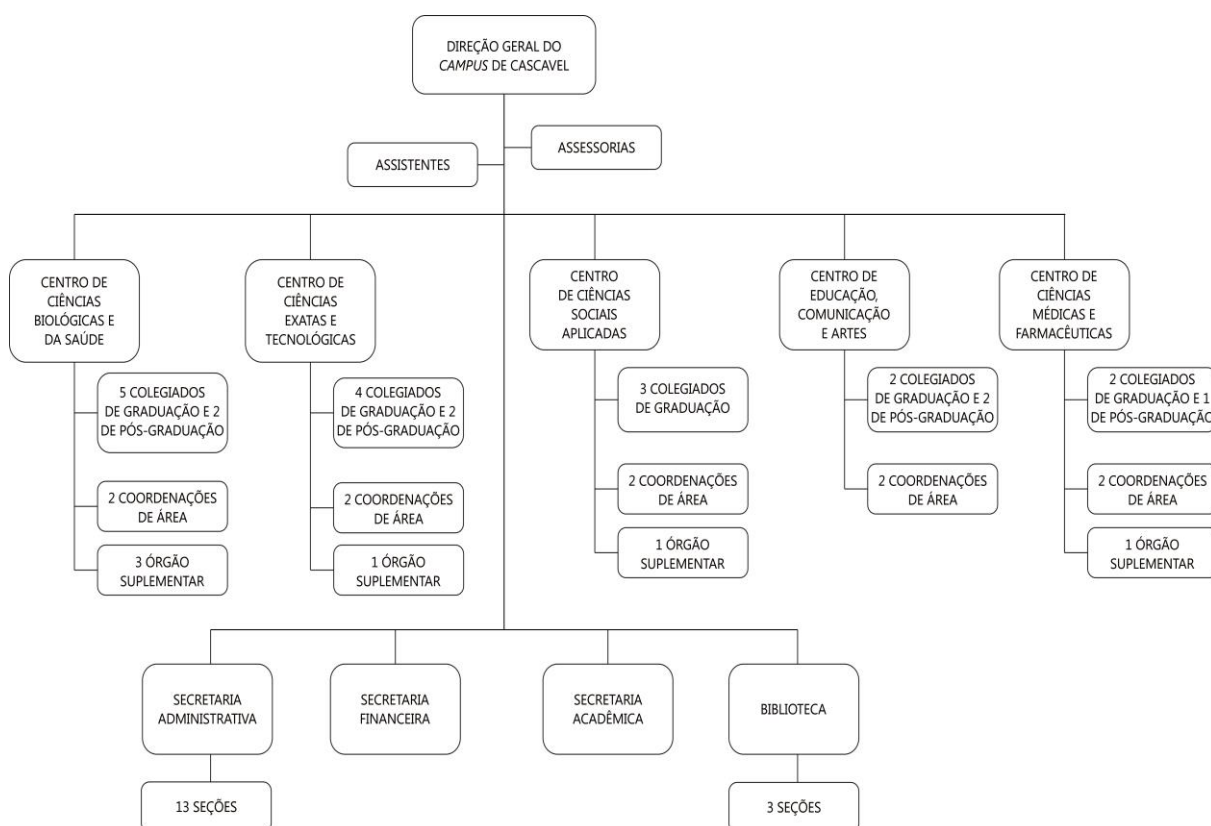 DIREÇÃO GERAL DO
CAMPUS DE CASCAVEL
ASSESSORIAS
ASSISTENTES
CENTRO DE
CIÊNCIAS
BIOLÓGICAS E
DA SAÚDE
CENTRO DE
CIÊNCIAS
EXATAS E
TECNOLÓGICAS
CENTRO
DE CIÊNCIAS
SOCIAIS
APLICADAS
CENTRO DE
EDUCAÇÃO,
COMUNICAÇÃO
E ARTES
CENTRO DE
CIÊNCIAS
MÉDICAS E
FARMACÊUTICAS
5 COLEGIADOS
DE GRADUAÇÃO E 2
DE PÓS-GRADUAÇÃO
4 COLEGIADOS
DE GRADUAÇÃO E 2
DE PÓS-GRADUAÇÃO
3 COLEGIADOS
DE GRADUAÇÃO
2 COLEGIADOS
DE GRADUAÇÃO E 2
DE PÓS-GRADUAÇÃO
2 COLEGIADOS
DE GRADUAÇÃO E 1
DE PÓS-GRADUAÇÃO
2 COORDENAÇÕES
DE ÁREA
2 COORDENAÇÕES
DE ÁREA
2 COORDENAÇÕES
DE ÁREA
2 COORDENAÇÕES
DE ÁREA
2 COORDENAÇÕES
DE ÁREA
3 ÓRGÃO
SUPLEMENTAR
1 ÓRGÃO
SUPLEMENTAR
1 ÓRGÃO
SUPLEMENTAR
1 ÓRGÃO
SUPLEMENTAR
SECRETARIA
ADMINISTRATIVA
SECRETARIA
FINANCEIRA
SECRETARIA
ACADÊMICA
BIBLIOTECA
13 SEÇÕES
3 SEÇÕES